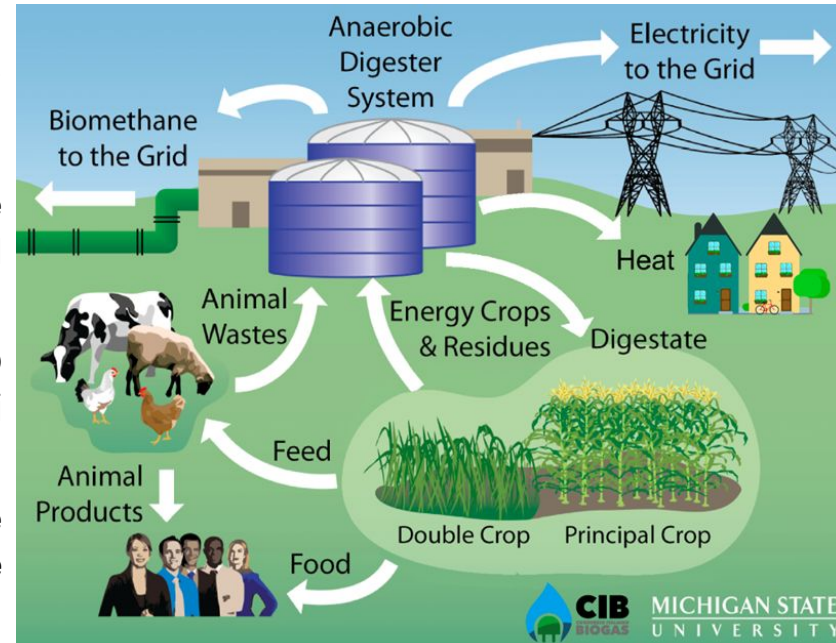 Anaerobic
Digester
System
Electricity
to the Grid
Biomethane
to the Grid
Heat
Animal
Wastes
Energy Crops
& Residues
Digestate
Feed
Animal
Products
Double Crop
Principal Crop
Food
CIB
BIOGAS
MICHIGAN STATE
UNIVERSITY